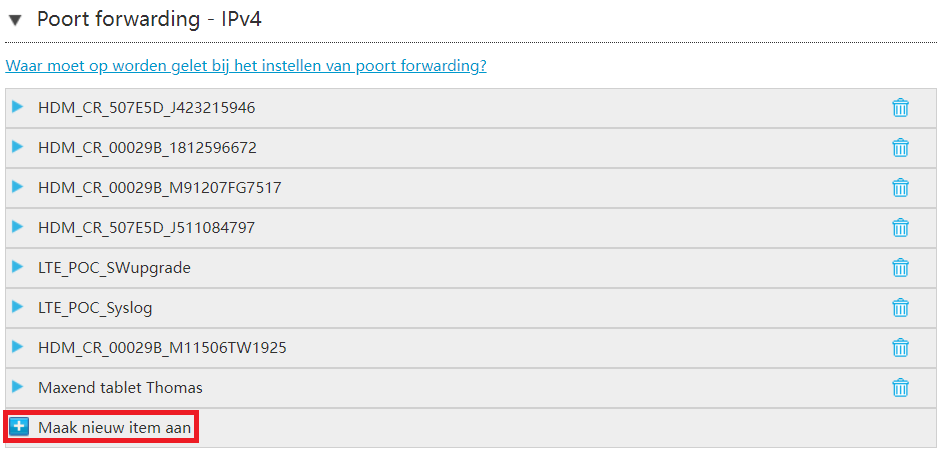 Poort forwarding - IPv4
Waar moet op worden gelet bij het instellen van poort forwarding?
HDM_CR_507E5D_J423215946
HDM_CR_00029B_1812596672
HDM_CR_00029B_M91207FG7517
HDM_CR_507E5D_J511084797
LTE_POC_SWupgrade
LTE_POC_Syslog
HDM_CR_00029B_M11506TW1925
Maxend tablet Thomas
Maak nieuw item aan